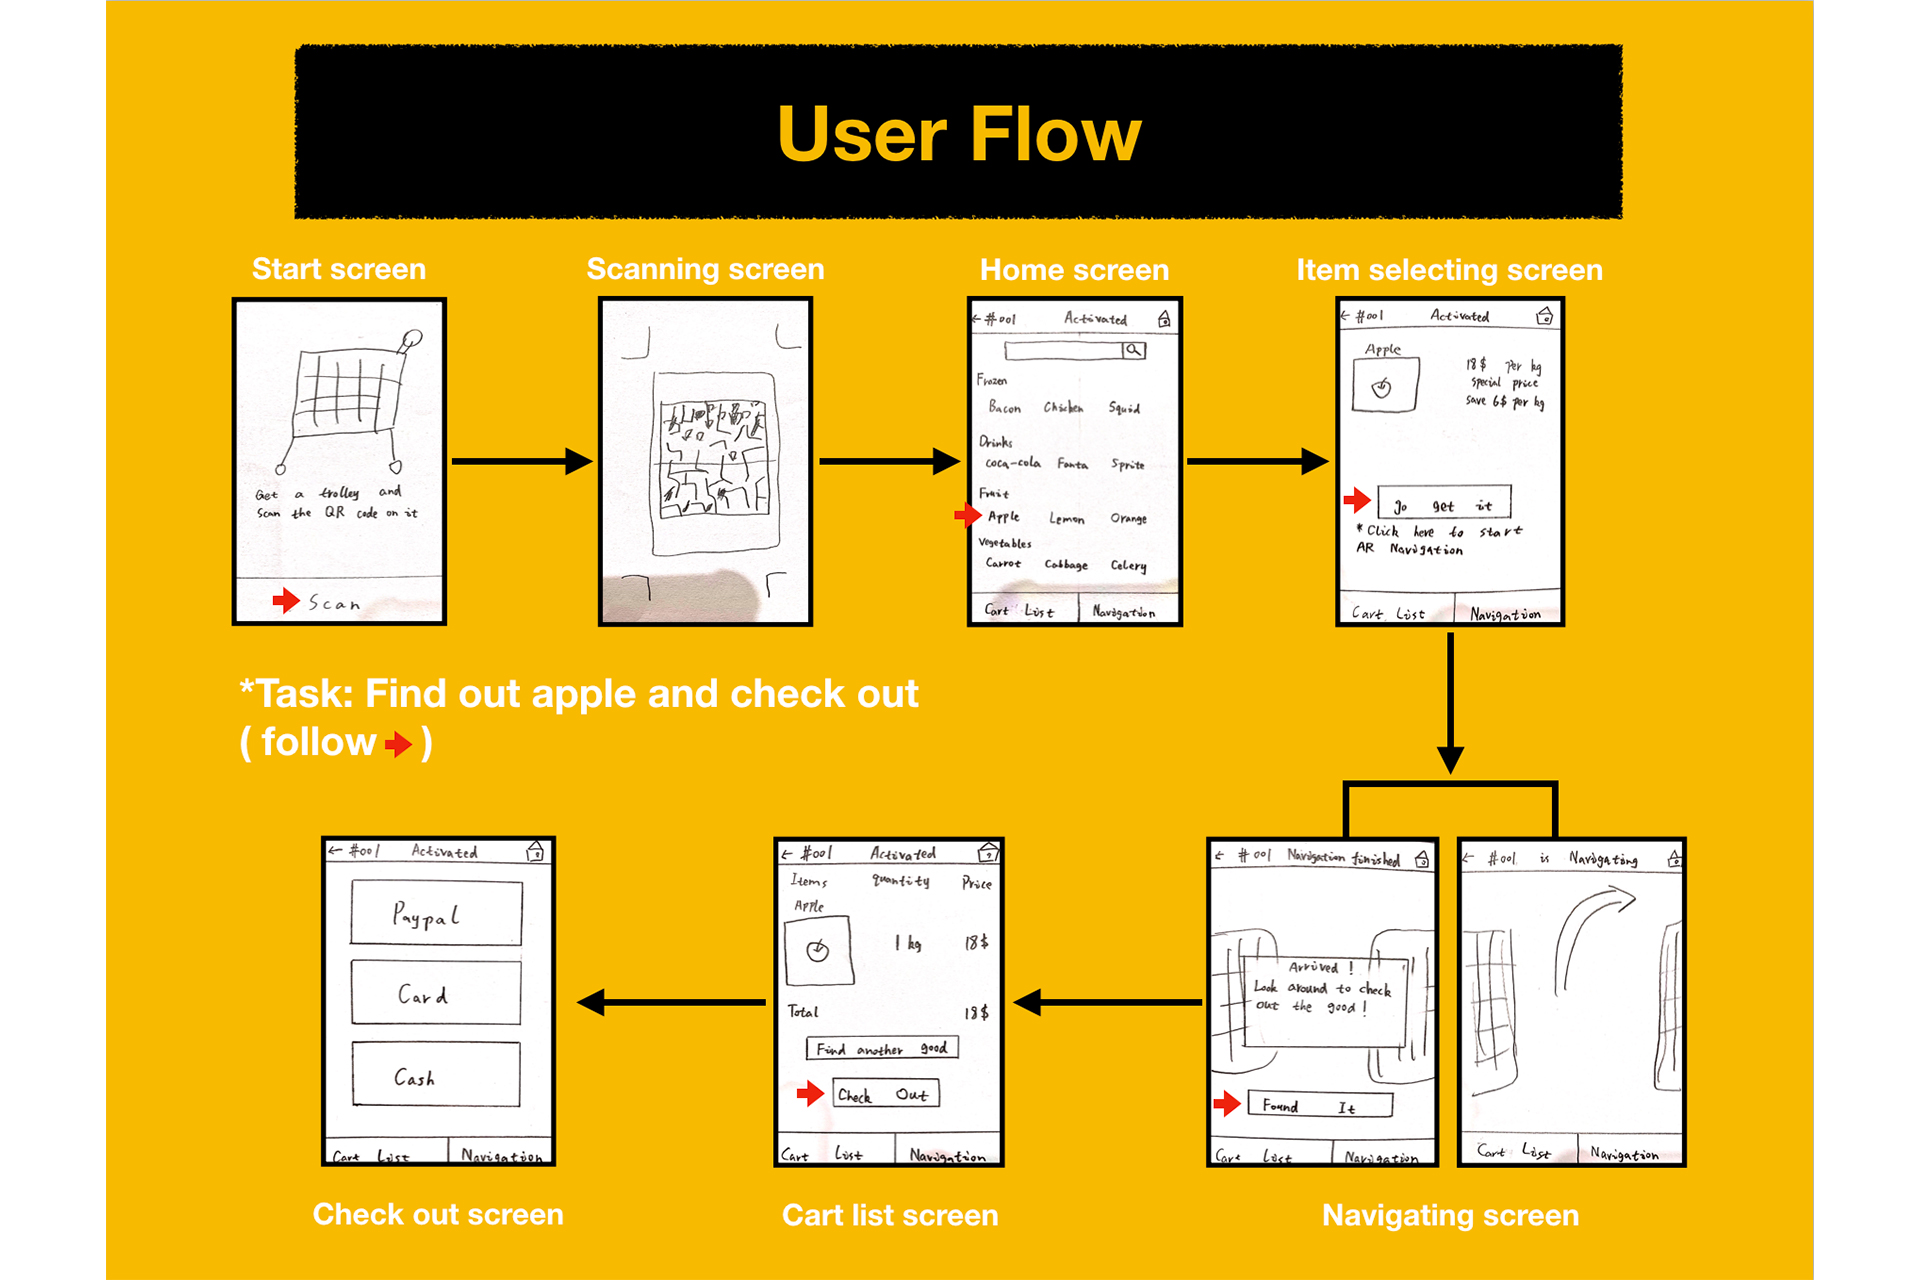 User Flow
Start screen
Scanning screen
Home screen
Item selecting screen
Get a trolley and
scan the QR code on it
Scan
←#001 Activated
Frozen
Bacon Chicken Squid
Drinks
coca-cola Fanta Sprite
Fruit
Apple Lemon Orange
Vegetables
Carrot Cabbage Celery
Cart List Navigation
← #001 Activated
Apple
18$ per kg
special price
save 6$ per kg
go get it
*Click here to start
AR Navigation
Cart List Navigation
*Task: Find out apple and check out
( follow )
← #001 Activated
Paypal
Card
Cash
Cart List Navigation
← #001 Activated
Items quantity Price
Apple
1 kg 18$
Total 18$
Find another good
Check Out
Cart List Navigation
← #001 Navigation finished
Arrived !
Look around to check
out the good !
Found It
Cart List Navigation
← #001 is Navigating
Cart List Navigation
Check out screen
Cart list screen
Navigating screen